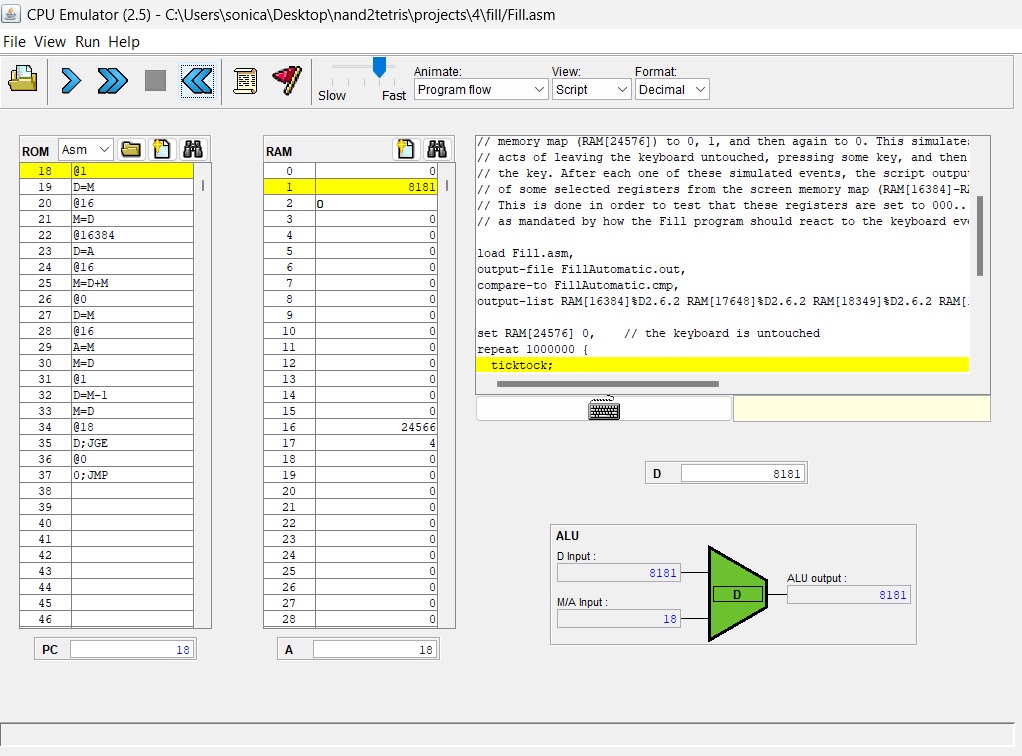 CPU Emulator (2.5) - C:\Users\sonica\Desktop\nand2tetris\projects\4\fill/Fill.asm
File View Run Help
Slow Fast
Animate: View: Format:
Program flow Script Decimal
ROM Asm
18 @1
19 D=M
20 @16
21 M=D
22 @16384
23 D=A
24 @16
25 M=D+M
26 @0
27 D=M
28 @16
29 A=M
30 M=D
31 @1
32 D=M-1
33 M=D
34 @18
35 D;JGE
36 @0
37 0;JMP
38
39
40
41
42
43
44
45
46
PC 18
RAM
0 0
1 8181
2 0
3 0
4 0
5 0
6 0
7 0
8 0
9 0
10 0
11 0
12 0
13 0
14 0
15 0
16 24566
17 4
18 0
19 0
20 0
21 0
22 0
23 0
24 0
25 0
26 0
27 0
28 0
A 18
// memory map (RAM[24576]) to 0, 1, and then again to 0. This simulate
// acts of leaving the keyboard untouched, pressing some key, and then
// the key. After each one of these simulated events, the script outpu
// of some selected registers from the screen memory map (RAM[16384]-R
// This is done in order to test that these registers are set to 000..
// as mandated by how the Fill program should react to the keyboard ev
load Fill.asm,
output-file FillAutomatic.out,
compare-to FillAutomatic.cmp,
output-list RAM[16384]%D2.6.2 RAM[17648]%D2.6.2 RAM[18349]%D2.6.2 RAM[
set RAM[24576] 0, // the keyboard is untouched
repeat 1000000 {
ticktock;
D 8181
ALU
D Input :
8181
M/A Input :
18
D
ALU output :
8181